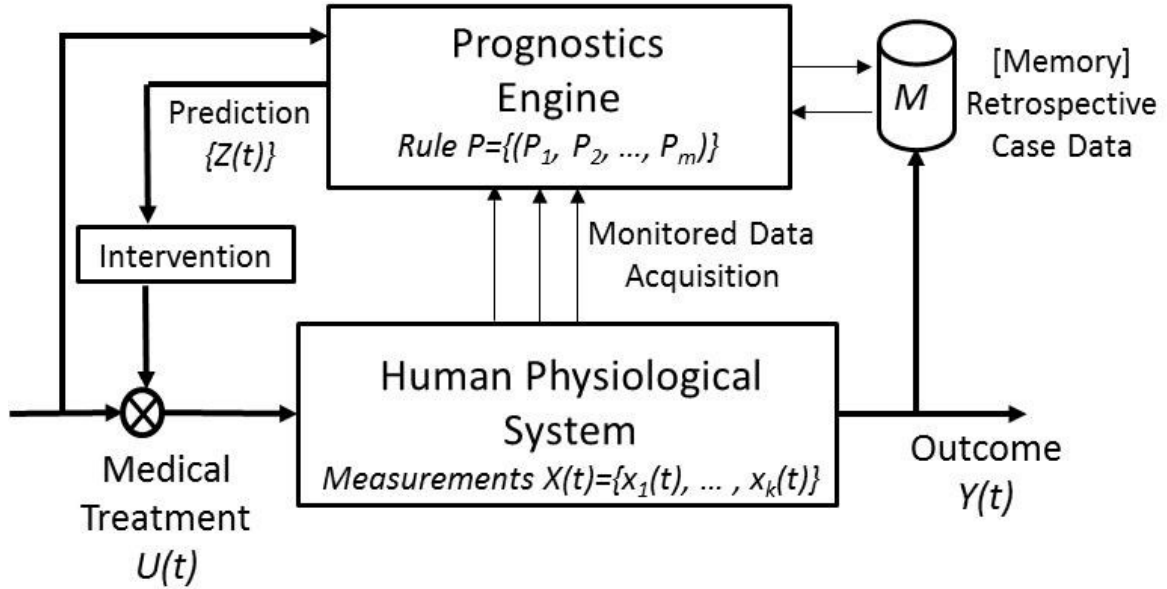 Prognostics
Engine
Rule P={(P₁, P₂, ..., Pₘ)}
Prediction
{Z(t)}
M
[Memory]
Retrospective
Case Data
Intervention
Monitored Data
Acquisition
Human Physiological
System
Measurements X(t)={x₁(t), ... , xₖ(t)}
Medical
Treatment
U(t)
Outcome
Y(t)